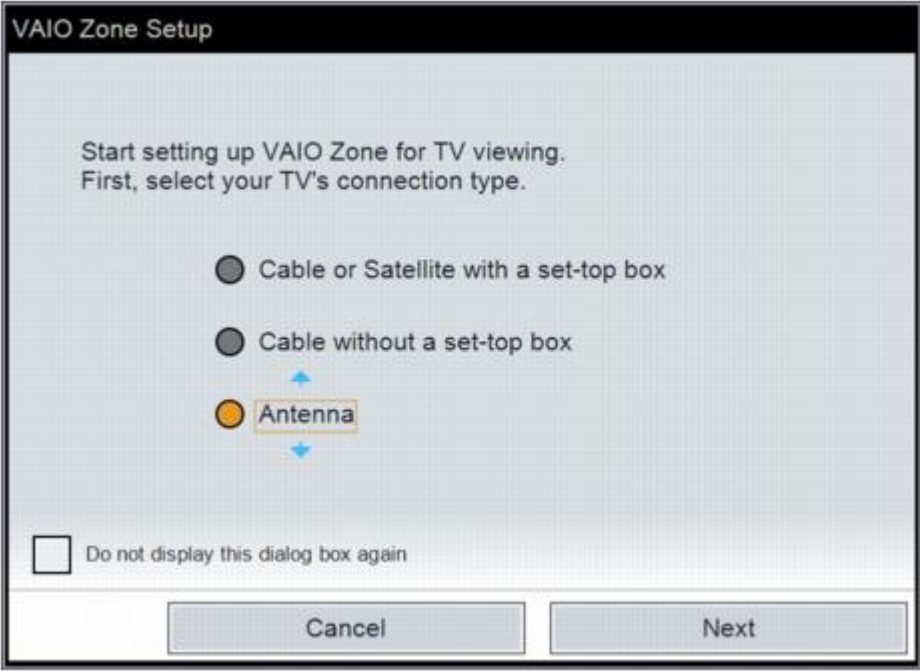 VAIO Zone Setup
Start setting up VAIO Zone for TV viewing.
First, select your TV's connection type.
Cable or Satellite with a set-top box
Cable without a set-top box
Antenna
Do not display this dialog box again
Cancel
Next